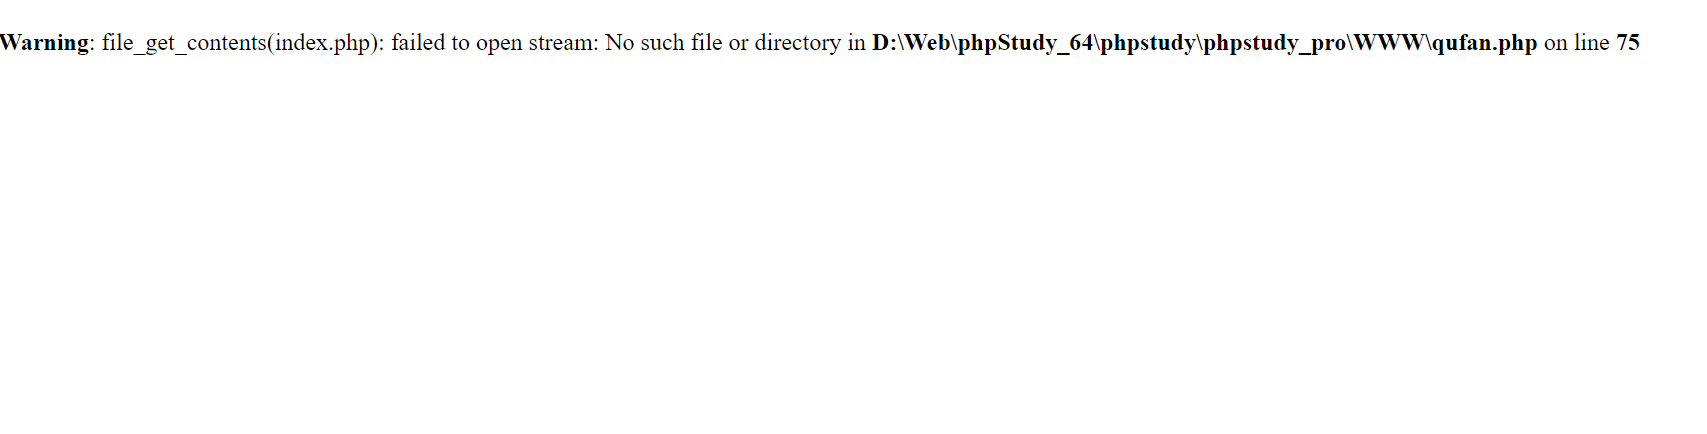 Warning: file_get_contents(index.php): failed to open stream: No such file or directory in D:\Web\phpStudy_64\phpstudy\phpstudy_pro\WWW\qufan.php on line 75